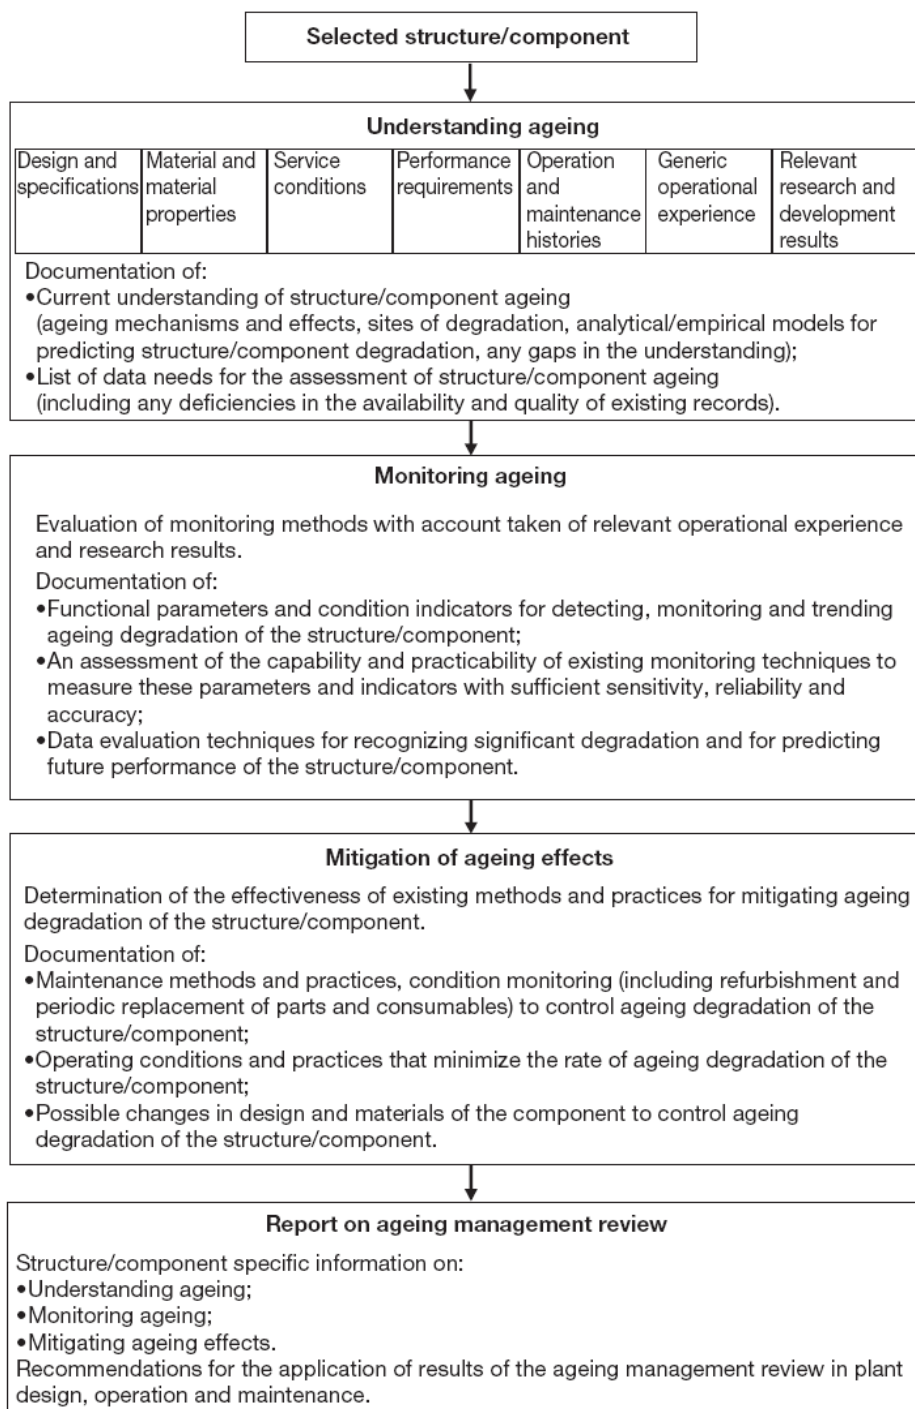 Selected structure/component
Understanding ageing
Design and
specifications
Material and
material
properties
Service
conditions
Performance
requirements
Operation
and
maintenance
histories
Generic
operational
experience
Relevant
research and
development
results
Documentation of:
•Current understanding of structure/component ageing
(ageing mechanisms and effects, sites of degradation, analytical/empirical models for
predicting structure/component degradation, any gaps in the understanding);
•List of data needs for the assessment of structure/component ageing
(including any deficiencies in the availability and quality of existing records).
Monitoring ageing
Evaluation of monitoring methods with account taken of relevant operational experience
and research results.
Documentation of:
•Functional parameters and condition indicators for detecting, monitoring and trending
ageing degradation of the structure/component;
•An assessment of the capability and practicability of existing monitoring techniques to
measure these parameters and indicators with sufficient sensitivity, reliability and
accuracy;
•Data evaluation techniques for recognizing significant degradation and for predicting
future performance of the structure/component.
Mitigation of ageing effects
Determination of the effectiveness of existing methods and practices for mitigating ageing
degradation of the structure/component.
Documentation of:
•Maintenance methods and practices, condition monitoring (including refurbishment and
periodic replacement of parts and consumables) to control ageing degradation of the
structure/component;
•Operating conditions and practices that minimize the rate of ageing degradation of the
structure/component;
•Possible changes in design and materials of the component to control ageing
degradation of the structure/component.
Report on ageing management review
Structure/component specific information on:
•Understanding ageing;
•Monitoring ageing;
•Mitigating ageing effects.
Recommendations for the application of results of the ageing management review in plant
design, operation and maintenance.